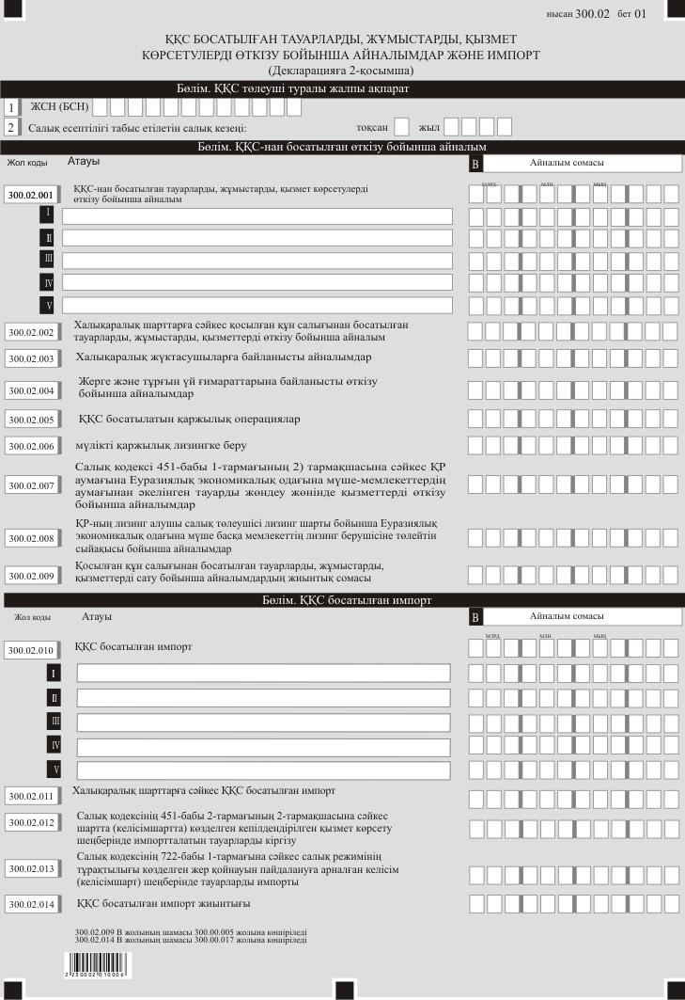 нысан 300.02 бет 01
ҚҚС БОСАТЫЛҒАН ТАУАРЛАРДЫ, ЖҰМЫСТАРДЫ, ҚЫЗМЕТ
КӨРСЕТУЛЕРДІ ӨТКІЗУ БОЙЫНША АЙНАЛЫМДАР ЖӘНЕ ИМПОРТ
(Декларацияға 2-қосымша)
Бөлім. ҚҚС төлеуші туралы жалпы ақпарат
1 ЖСН (БСН)
2 Салық есептілігі табыс етілетін салық кезеңі: тоқсан жыл
Бөлім. ҚҚС-нан босатылған өткізу бойынша айналым
Жол коды Атауы B Айналым сомасы
МЛРД МЛН МЫҢ
300.02.001 ҚҚС-нан босатылған тауарларды, жұмыстарды, қызмет көрсетулерді
өткізу бойынша айналым
I
II
III
IV
V
300.02.002 Халықаралық шарттарға сәйкес қосылған құн салығынан босатылған
тауарларды, жұмыстарды, қызметтерді өткізу бойынша айналым
300.02.003 Халықаралық жүктасушыларға байланысты айналымдар
300.02.004 Жерге және тұрғын үй ғимараттарына байланысты өткізу
бойынша айналымдар
300.02.005 ҚҚС босатылатын қаржылық операциялар
300.02.006 мүлікті қаржылық лизингке беру
300.02.007 Салық кодексі 451-бабы 1-тармағының 2) тармақшасына сәйкес ҚР
аумағына Еуразиялық экономикалық одағына мүше-мемлекеттердің
аумағынан әкелінген тауарды жөндеу жөнінде қызметтерді өткізу
бойынша айналымдар
300.02.008 ҚР-ның лизинг алушы салық төлеушісі лизинг шарты бойынша Еуразиялық
экономикалық одағына мүше басқа мемлекеттің лизинг берушісіне төлейтін
сыйақысы бойынша айналымдар
300.02.009 Қосылған құн салығынан босатылған тауарларды, жұмыстарды,
қызметтерді сату бойынша айналымдардың жиынтық сомасы
Бөлім. ҚҚС босатылған импорт
Жол коды Атауы B Айналым сомасы
МЛРД МЛН МЫҢ
300.02.010 ҚҚС босатылған импорт
I
II
III
IV
V
300.02.011 Халықаралық шарттарға сәйкес ҚҚС босатылған импорт
300.02.012 Салық кодексінің 451-бабы 2-тармағының 2-тармақшасына сәйкес
шартта (келісімшартта) көзделген кепілдендірілген қызмет көрсету
шеңберінде импортталатын тауарларды кіргізу
300.02.013 Салық кодексінің 722-бабы 1-тармағына сәйкес салық режимінің
тұрақтылығы көзделген жер қойнауын пайдалануға арналған келісім
(келісімшарт) шеңберінде тауарларды импорты
300.02.014 ҚҚС босатылған импорт жиынтығы
300.02.009 В жолының шамасы 300.00.005 жолына көшіріледі
300.02.014 В жолының шамасы 300.00.017 жолына көшіріледі
2 23000 2 01 000 6